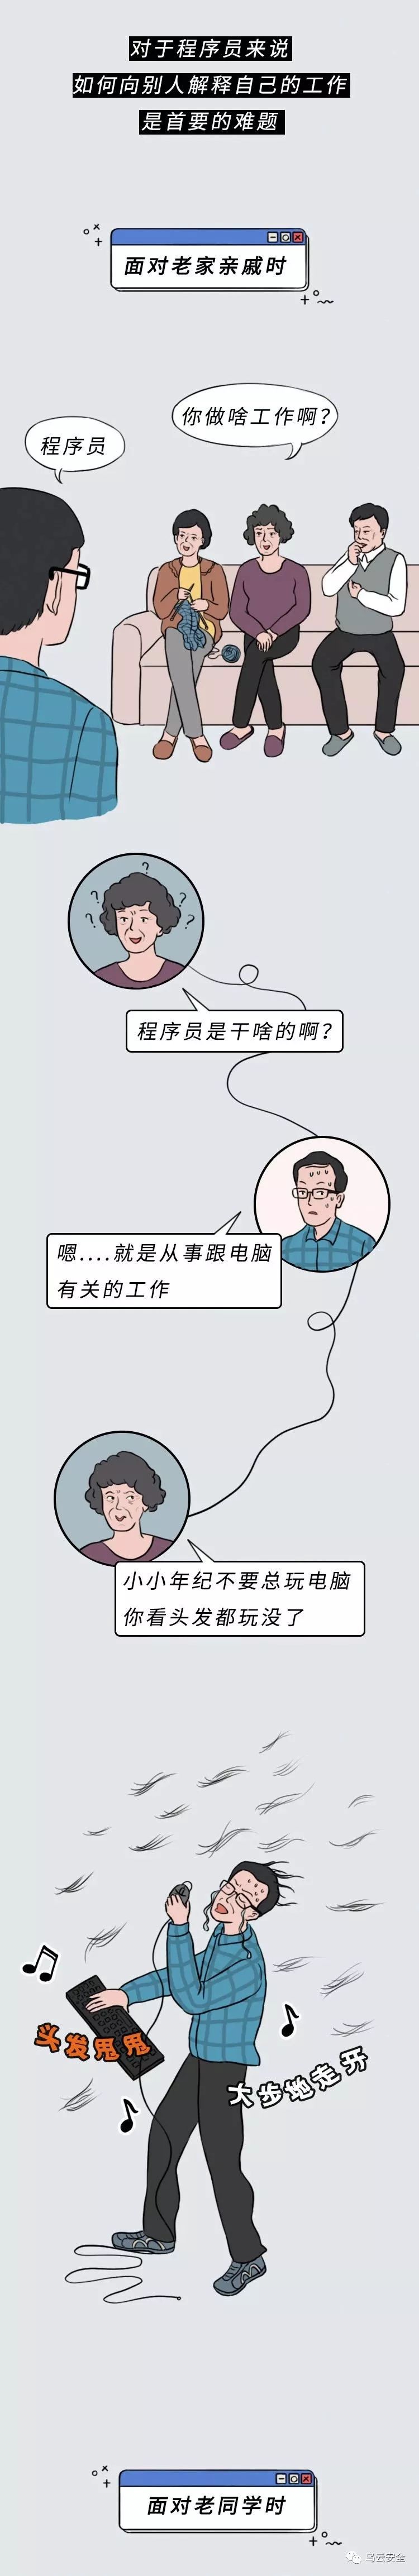 对于程序员来说
如何向别人解释自己的工作
是首要的难题
面对老家亲戚时
你做啥工作啊?
程序员
程序员是干啥的啊?
嗯....就是从事跟电脑
有关的工作
小小年纪不要总玩电脑
你看头发都玩没了
头发甩甩
大步地走开
面对老同学时
乌云安全